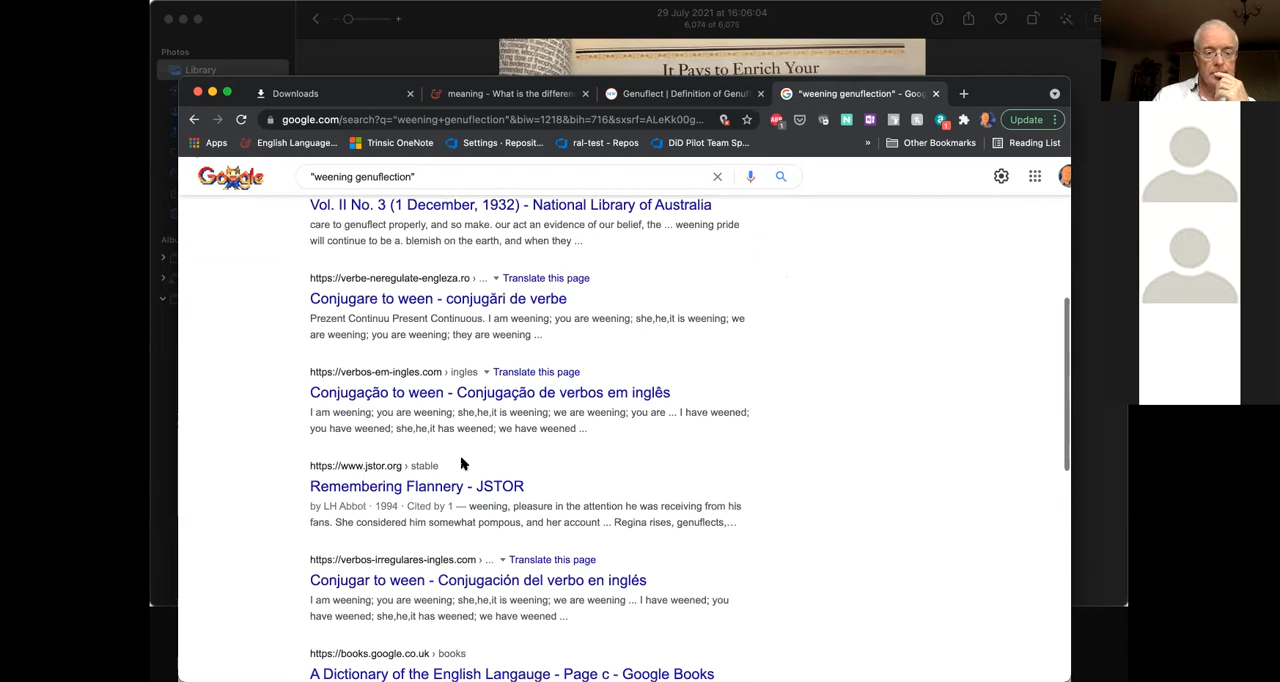 29 July 2021 at 16:06:04
6,074 of 6,075
Photos
Library
It Pays to Enrich Your
Downloads
meaning - What is the differen
Genuflect | Definition of Genuf
"weening genuflection" - Goog
google.com/search?q="weening+genuflection"&biw=1218&bih=716&sxsrf=ALeKk00g...
Update
Apps
English Language...
Trinsic OneNote
Settings · Reposit...
ral-test - Repos
DiD Pilot Team Sp...
»
Other Bookmarks
Reading List
"weening genuflection"
Vol. II No. 3 (1 December, 1932) - National Library of Australia
care to genuflect properly, and so make. our act an evidence of our belief, the ... weening pride
will continue to be a. blemish on the earth, and when they ...
https://verbe-neregulate-engleza.ro › ... Translate this page
Conjugare to ween - conjugări de verbe
Prezent Continuu Present Continuous. I am weening; you are weening; she,he,it is weening; we
are weening; you are weening; they are weening ...
https://verbos-em-ingles.com › ingles Translate this page
Conjugação to ween - Conjugação de verbos em inglês
I am weening; you are weening; she,he,it is weening; we are weening; you are ... I have weened;
you have weened; she,he,it has weened; we have weened ...
https://www.jstor.org › stable
Remembering Flannery - JSTOR
by LH Abbot · 1994 · Cited by 1 — weening, pleasure in the attention he was receiving from his
fans. She considered him somewhat pompous, and her account ... Regina rises, genuflects,...
https://verbos-irregulares-ingles.com › ... Translate this page
Conjugar to ween - Conjugación del verbo en inglés
I am weening; you are weening; she,he,it is weening; we are weening ... I have weened; you
have weened; she,he,it has weened; we have weened ...
https://books.google.co.uk › books
A Dictionary of the English Langauge - Page c - Google Books